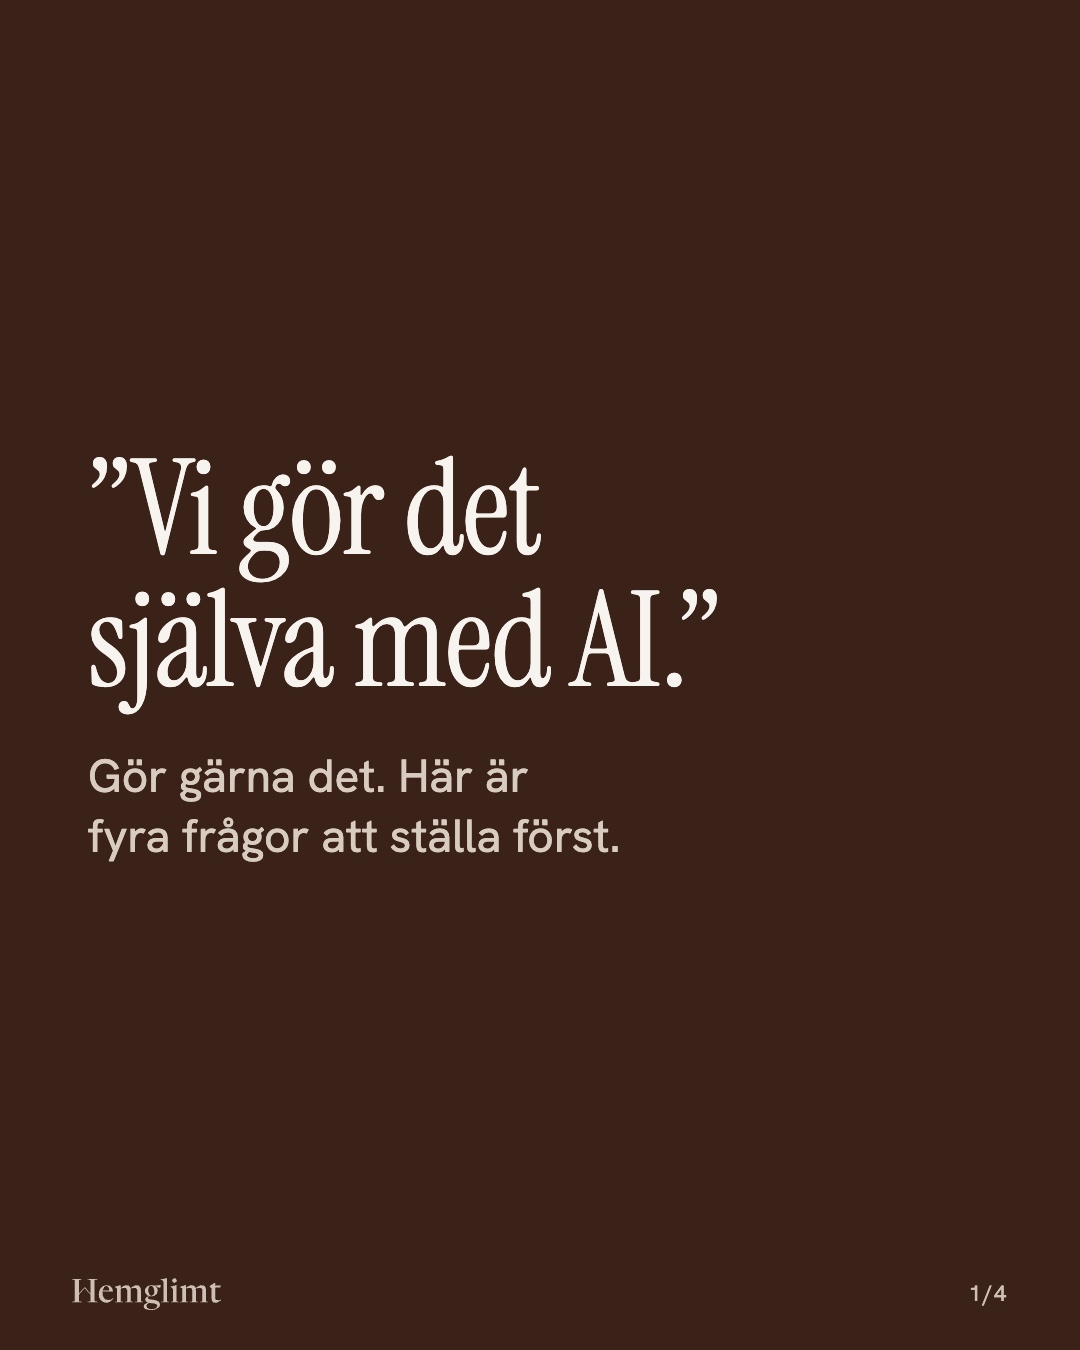 ”Vi gör det
själva med AI.”
Gör gärna det. Här är
fyra frågor att ställa först.
Hemglimt
1/4